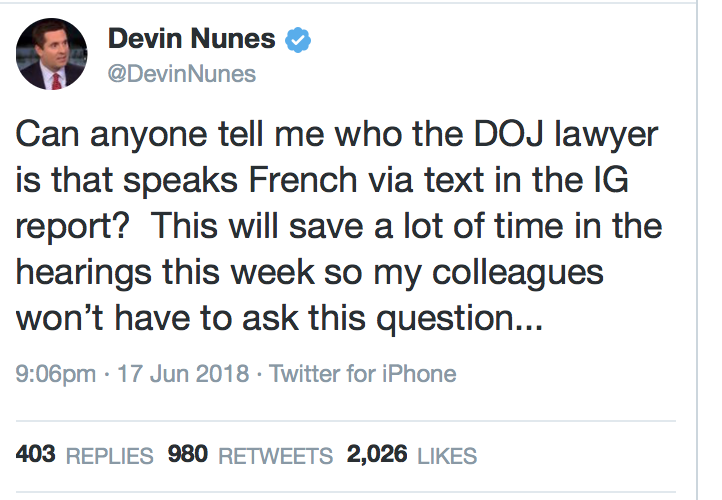 Devin Nunes
@DevinNunes
Can anyone tell me who the DOJ lawyer
is that speaks French via text in the IG
report?  This will save a lot of time in the
hearings this week so my colleagues
won’t have to ask this question...
9:06pm · 17 Jun 2018 · Twitter for iPhone
403 REPLIES 980 RETWEETS 2,026 LIKES